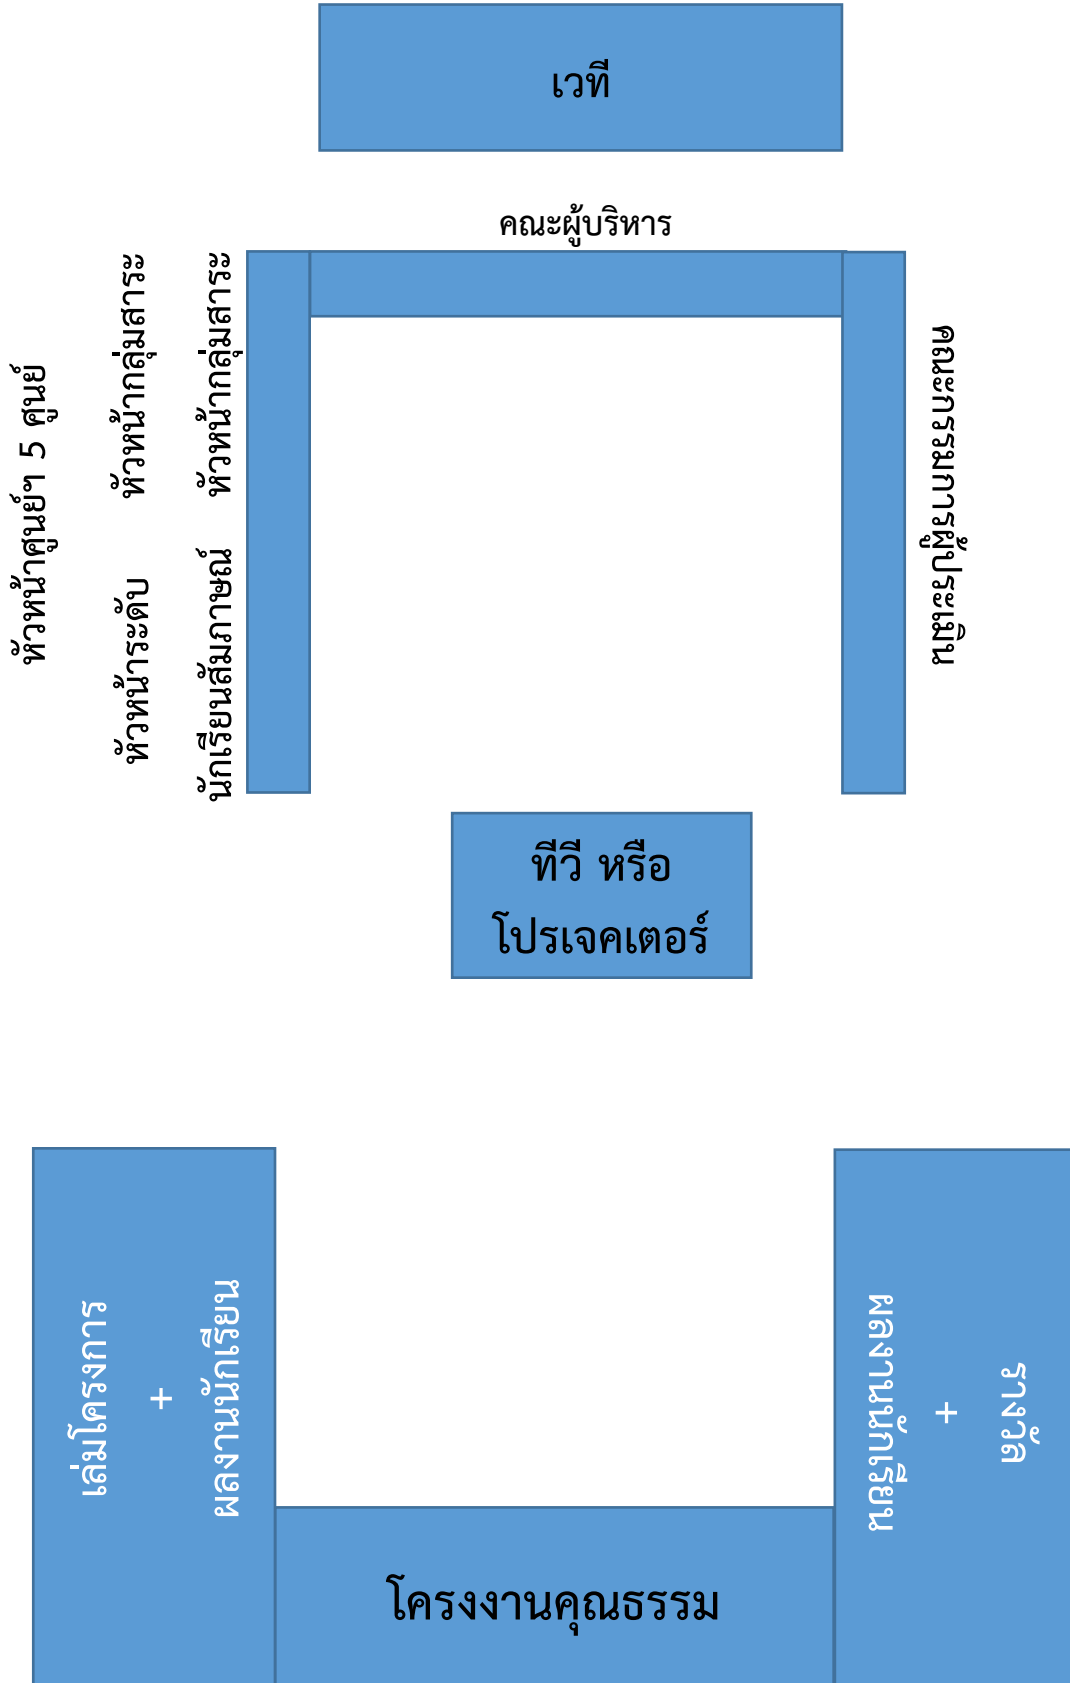 เวที
คณะผู้บริหาร
หัวหน้าศูนย์ฯ 5 ศูนย์
หัวหน้ากลุ่มสาระ
หัวหน้ากลุ่มสาระ
หัวหน้าระดับ
นักเรียนสัมภาษณ์
คณะกรรมการผู้ประเมิน
ทีวี หรือ
โปรเจคเตอร์
เล่มโครงการ
+
ผลงานนักเรียน
รางวัล
+
ผลงานนักเรียน
โครงงานคุณธรรม